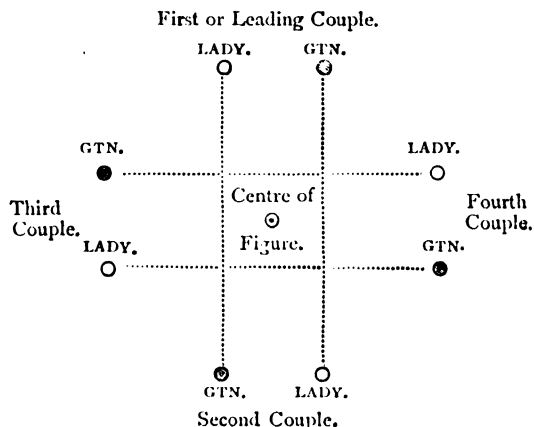 First or Leading Couple.
LADY. GTN.
GTN. LADY.
Third
Couple.
Centre of
Figure.
Fourth
Couple.
LADY. GTN.
GTN. LADY.
Second Couple.